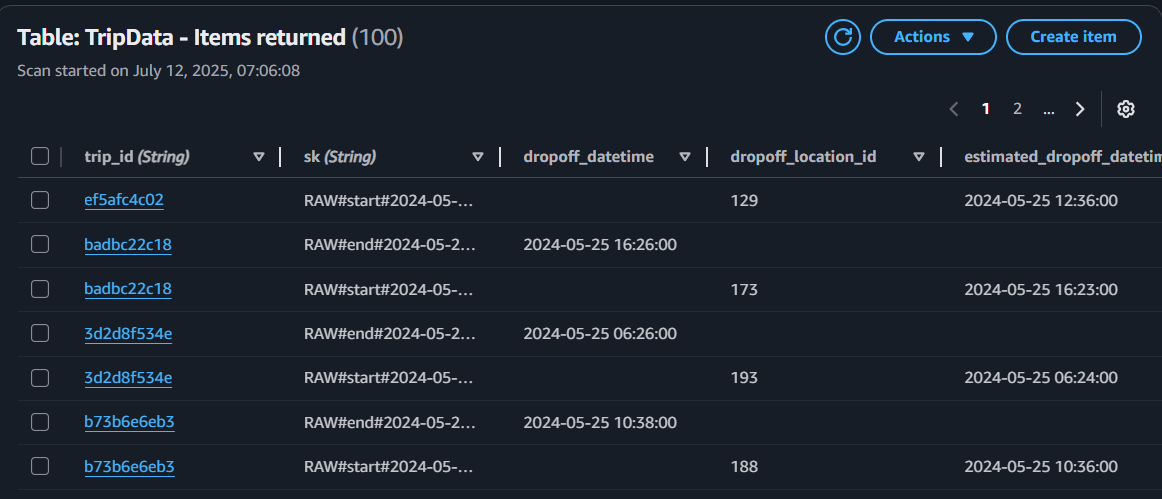 Table: TripData - Items returned (100)
Actions
Create item
Scan started on July 12, 2025, 07:06:08
1 2 ...
trip_id (String) sk (String) dropoff_datetime dropoff_location_id estimated_dropoff_datetim
ef5afc4c02 RAW#start#2024-05-... 129 2024-05-25 12:36:00
badbc22c18 RAW#end#2024-05-2... 2024-05-25 16:26:00
badbc22c18 RAW#start#2024-05-... 173 2024-05-25 16:23:00
3d2d8f534e RAW#end#2024-05-2... 2024-05-25 06:26:00
3d2d8f534e RAW#start#2024-05-... 193 2024-05-25 06:24:00
b73b6e6eb3 RAW#end#2024-05-2... 2024-05-25 10:38:00
b73b6e6eb3 RAW#start#2024-05-... 188 2024-05-25 10:36:00